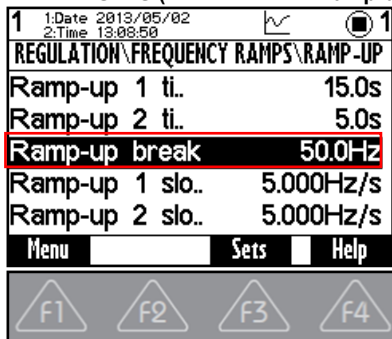 1 1:Date 2013/05/02 1
2:Time 13:08:50
REGULATION\FREQUENCY RAMPS\RAMP-UP
Ramp-up 1 ti.. 15.0s
Ramp-up 2 ti.. 5.0s
Ramp-up break 50.0Hz
Ramp-up 1 slo.. 5.000Hz/s
Ramp-up 2 slo.. 5.000Hz/s
Menu Sets Help
F1 F2 F3 F4